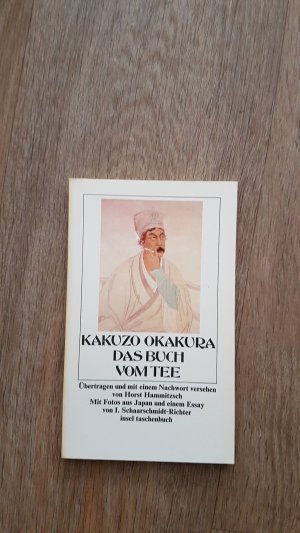 KAKUZO OKAKURA
DAS BUCH
VOM TEE
Übertragen und mit einem Nachwort versehen
von Horst Hammitzsch
Mit Fotos aus Japan und einem Essay
von I. Schaarschmidt-Richter
insel taschenbuch